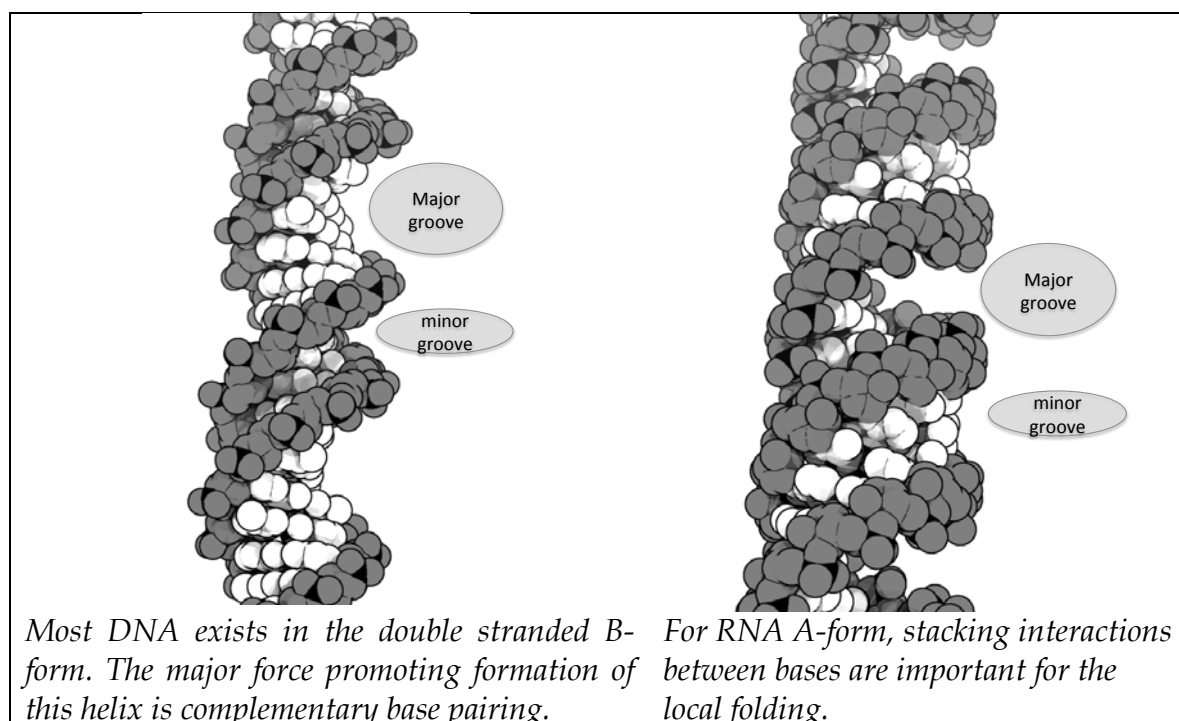 Major
groove
minor
groove
Major
groove
minor
groove
Most DNA exists in the double stranded B-
form. The major force promoting formation of
this helix is complementary base pairing.
For RNA A-form, stacking interactions
between bases are important for the
local folding.